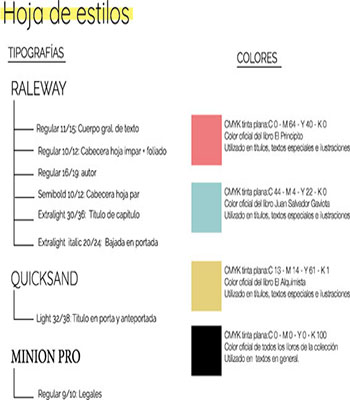 Hoja de estilos
TIPOGRAFÍAS
RALEWAY
Regular 11/15: Cuerpo gral. de texto
Regular 10/12: Cabecera hoja impar + foliado
Regular 16/19: autor
Semibold 10/12: Cabecera hoja par
Extralight 30/36: Título de capítulo
Extralight italic 20/24: Bajada en portada
QUICKSAND
Light 32/38: Título en porta y anteportada
MINION PRO
Regular 9/10: Legales
COLORES
CMYK tinta plana:C 0 - M 64 - Y 40 - K 0
Color oficial del libro El Principito
Utilizado en títulos, textos especiales e ilustraciones
CMYK tinta plana:C 44 - M 4 - Y 22 - K 0
Color oficial del libro Juan Salvador Gaviota
Utilizado en títulos, textos especiales e ilustraciones
CMYK tinta plana:C 13 - M 14 - Y 61 - K 1
Color oficial del libro El Alquimista
Utilizado en títulos, textos especiales e ilustraciones
CMYK tinta plana:C 0 - M 0 - Y 0 - K 100
Color oficial de todos los libros de la colección
Utilizado en textos en general.